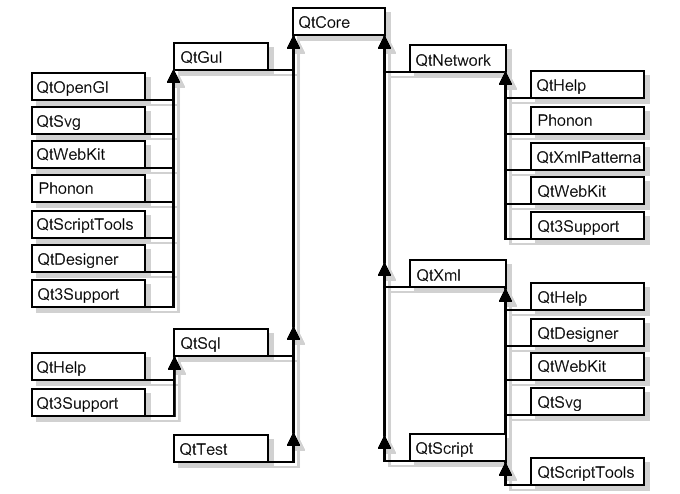 QtCore
QtGul
QtOpenGl
QtSvg
QtWebKit
Phonon
QtScriptTools
QtDesigner
Qt3Support
QtSql
QtHelp
Qt3Support
QtTest
QtNetwork
QtHelp
Phonon
QtXmlPatterna
QtWebKit
Qt3Support
QtXml
QtHelp
QtDesigner
QtWebKit
QtSvg
QtScript
QtScriptTools